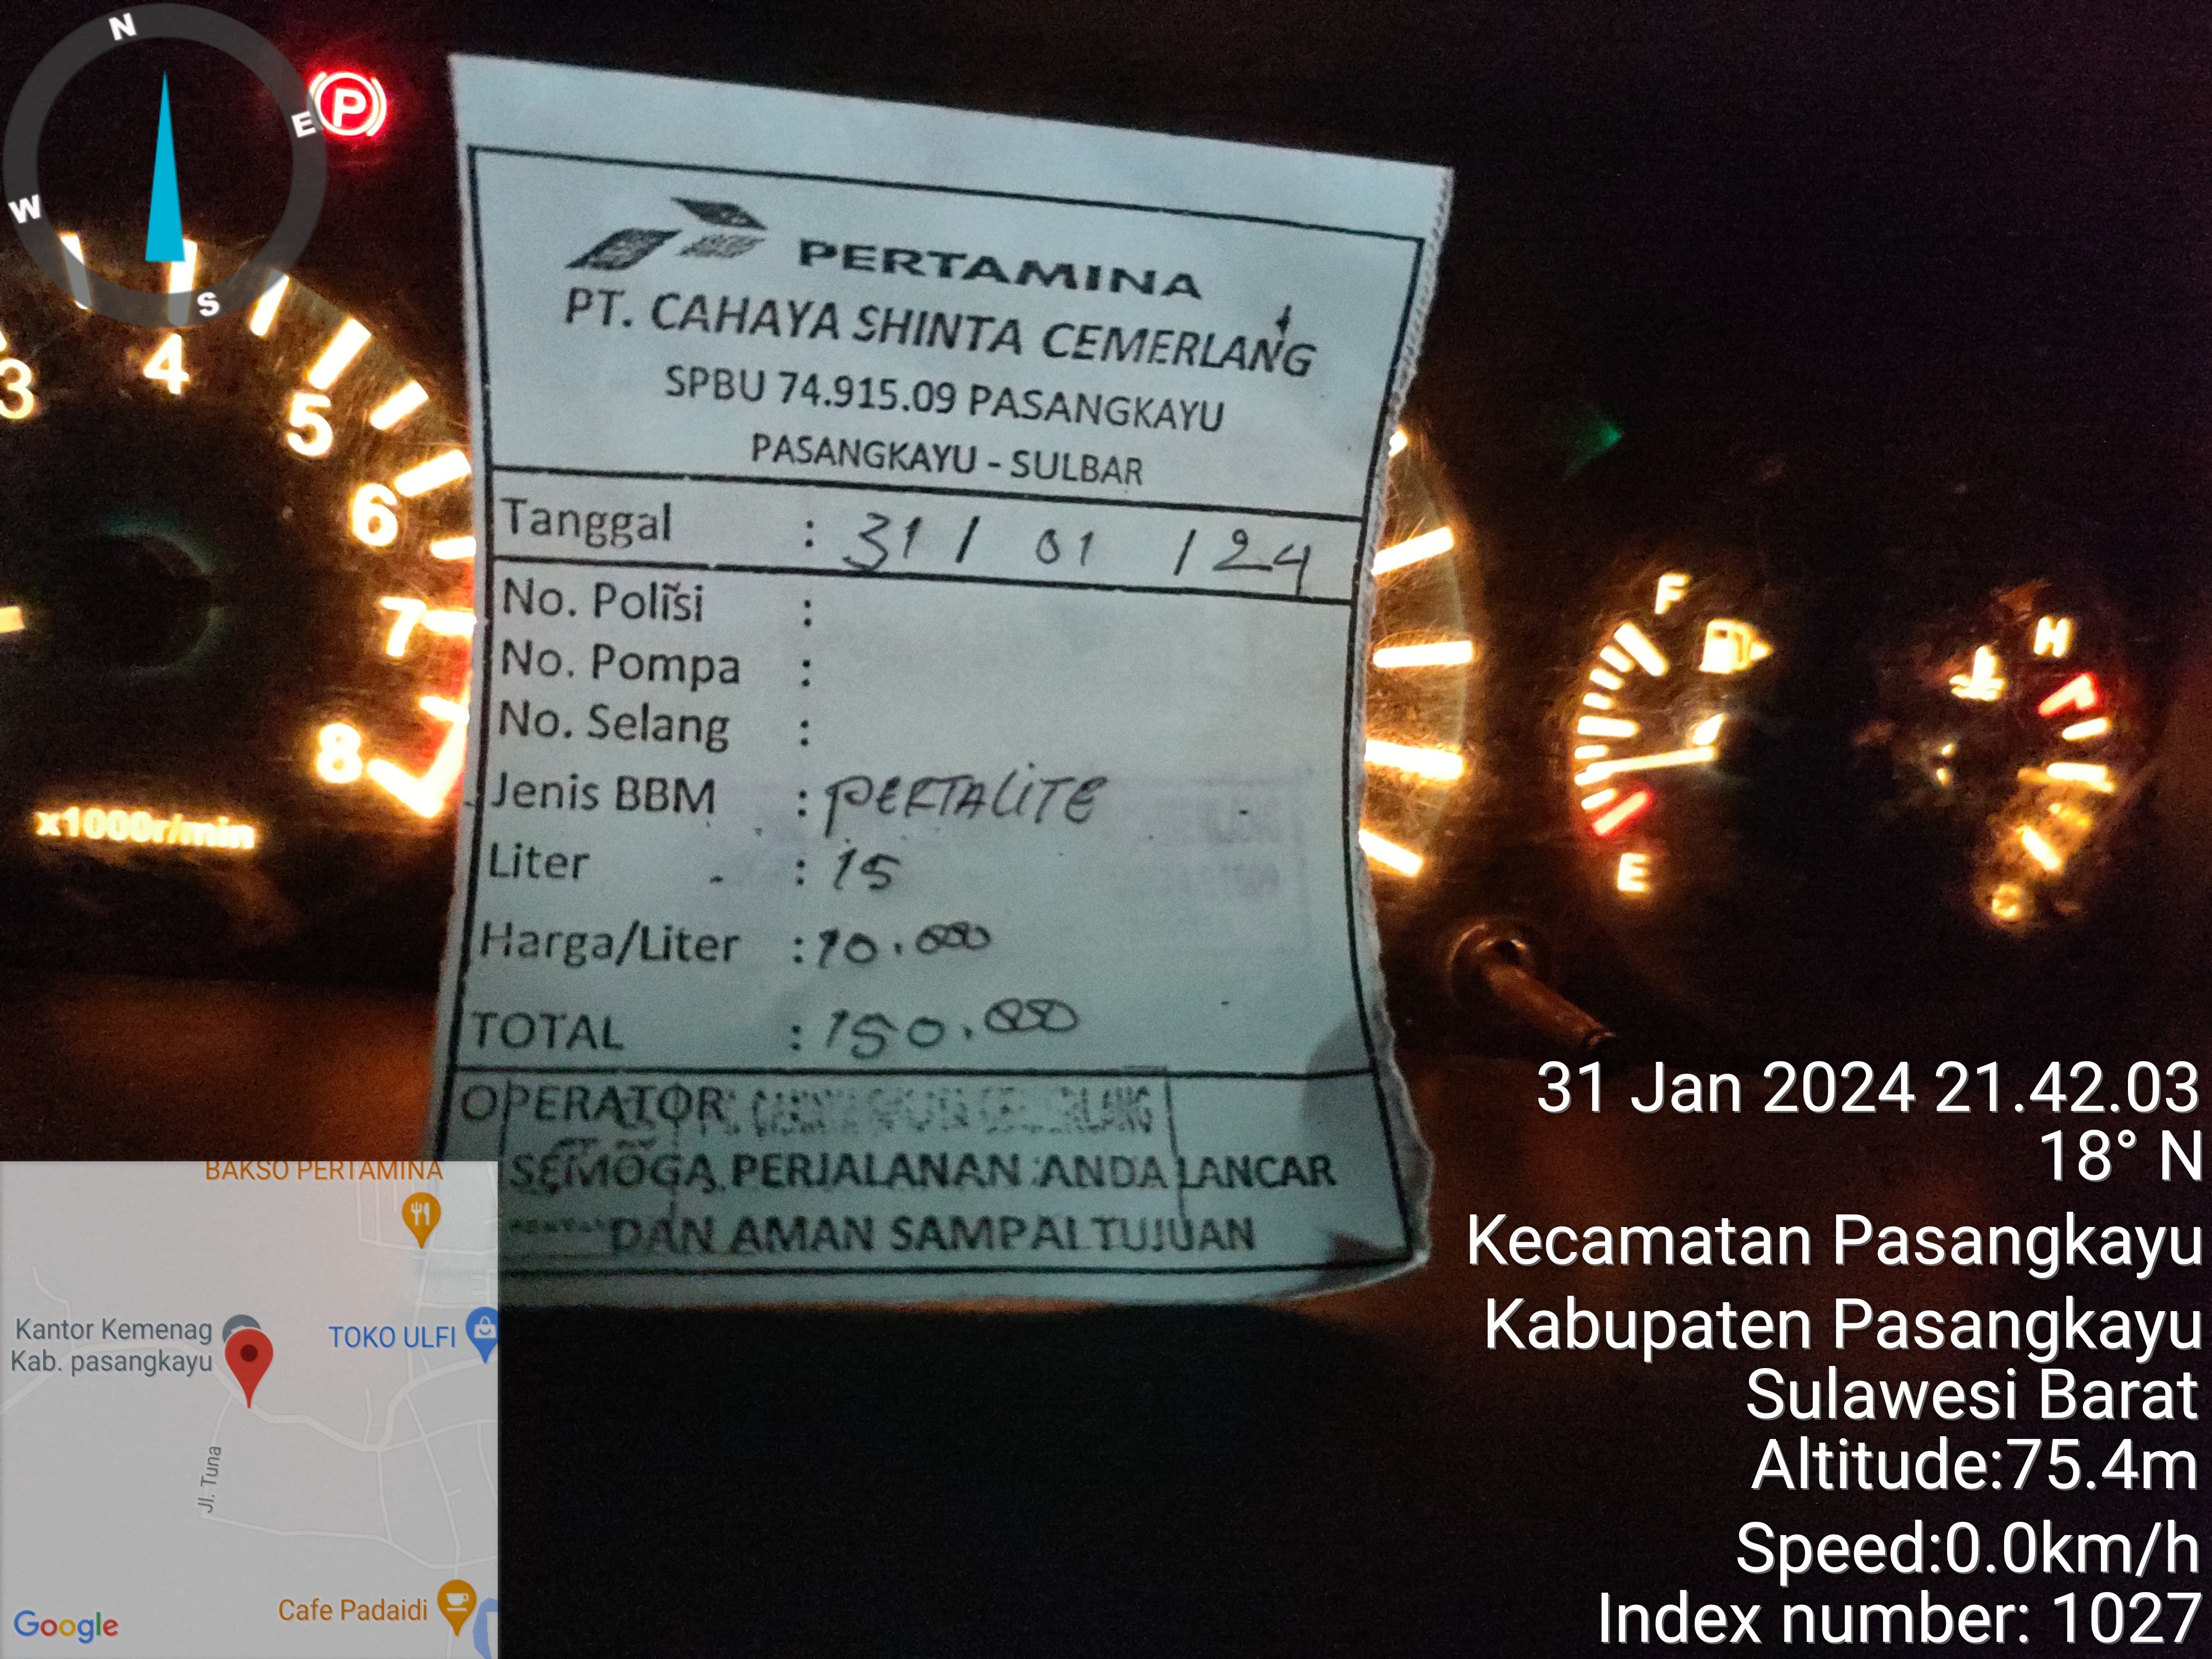 N
E
W
S
P
3
4
5
6
7
8
x1000r/min
PERTAMINA
PT. CAHAYA SHINTA CEMERLANG
SPBU 74.915.09 PASANGKAYU
PASANGKAYU - SULBAR
Tanggal : 31 / 01 / 24
No. Polisi :
No. Pompa :
No. Selang :
Jenis BBM : PERTALITE
Liter : 15
Harga/Liter : 10.000
TOTAL : 150.000
OPERATOR
SEMOGA PERJALANAN ANDA LANCAR
DAN AMAN SAMPAI TUJUAN
F
E
H
C
31 Jan 2024 21.42.03
18° N
Kecamatan Pasangkayu
Kabupaten Pasangkayu
Sulawesi Barat
Altitude:75.4m
Speed:0.0km/h
Index number: 1027
BAKSO PERTAMINA
Kantor Kemenag
Kab. pasangkayu
TOKO ULFI
Jl. Tuna
Cafe Padaidi
Google